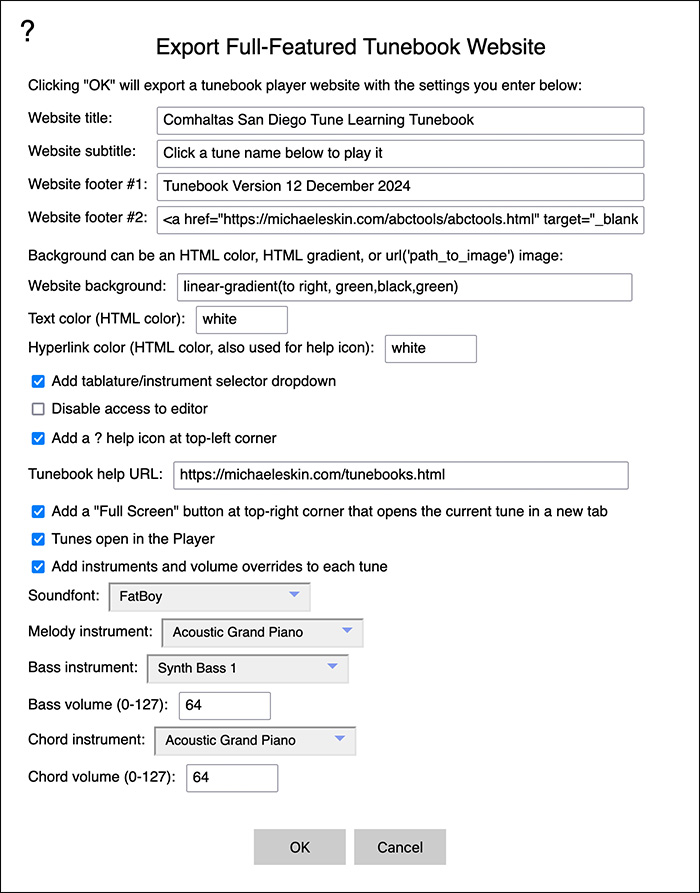 ?
Export Full-Featured Tunebook Website
Clicking "OK" will export a tunebook player website with the settings you enter below:
Website title: Comhaltas San Diego Tune Learning Tunebook
Website subtitle: Click a tune name below to play it
Website footer #1: Tunebook Version 12 December 2024
Website footer #2: <a href="https://michaeleskin.com/abctools/abctools.html" target="_blank
Background can be an HTML color, HTML gradient, or url('path_to_image') image:
Website background: linear-gradient(to right, green,black,green)
Text color (HTML color): white
Hyperlink color (HTML color, also used for help icon): white
Add tablature/instrument selector dropdown
Disable access to editor
Add a ? help icon at top-left corner
Tunebook help URL: https://michaeleskin.com/tunebooks.html
Add a "Full Screen" button at top-right corner that opens the current tune in a new tab
Tunes open in the Player
Add instruments and volume overrides to each tune
Soundfont: FatBoy
Melody instrument: Acoustic Grand Piano
Bass instrument: Synth Bass 1
Bass volume (0-127): 64
Chord instrument: Acoustic Grand Piano
Chord volume (0-127): 64
OK Cancel